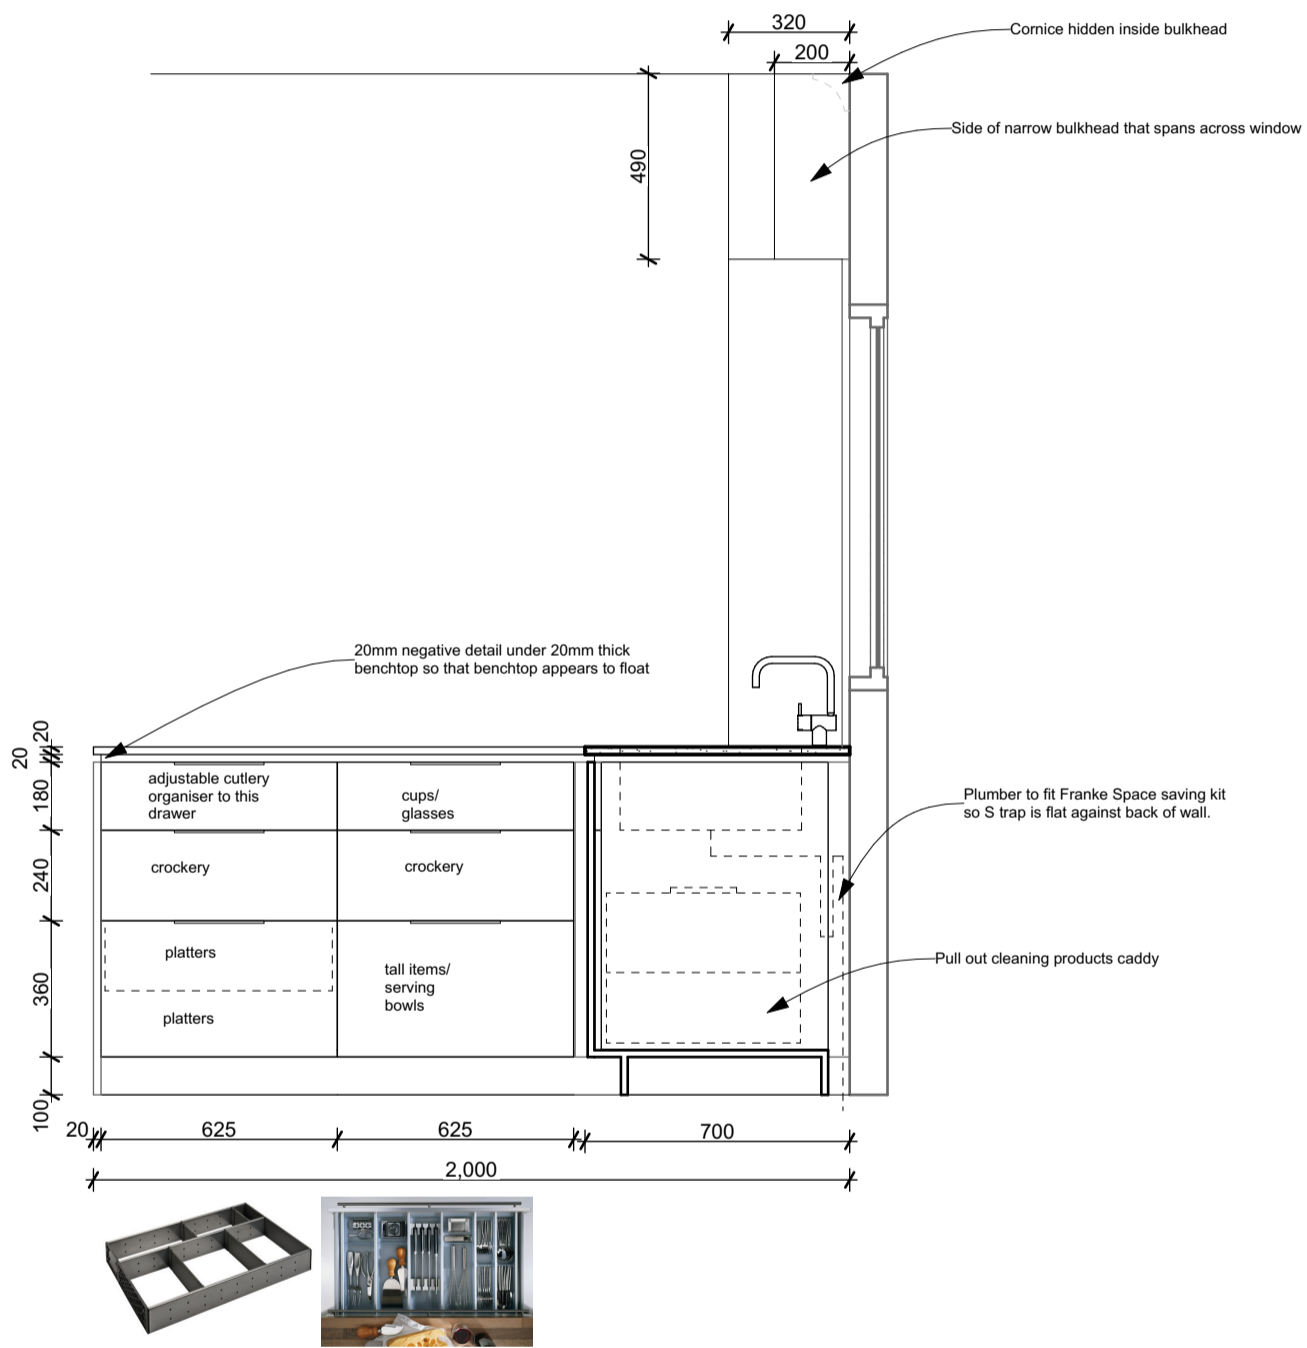 320
Cornice hidden inside bulkhead
200
Side of narrow bulkhead that spans across window
490
20mm negative detail under 20mm thick
benchtop so that benchtop appears to float
20
20
180
adjustable cutlery
organiser to this
drawer
cups/
glasses
Plumber to fit Franke Space saving kit
so S trap is flat against back of wall.
240
crockery
crockery
360
platters
tall items/
serving
bowls
platters
Pull out cleaning products caddy
100
20
625
625
700
2,000